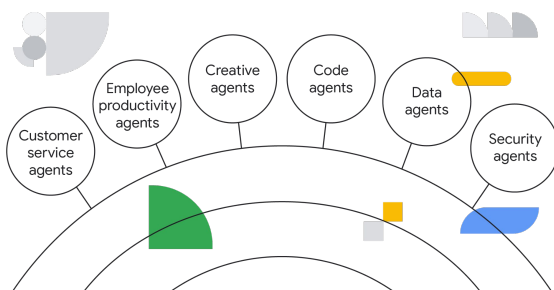 Customer
service
agents
Employee
productivity
agents
Creative
agents
Code
agents
Data
agents
Security
agents